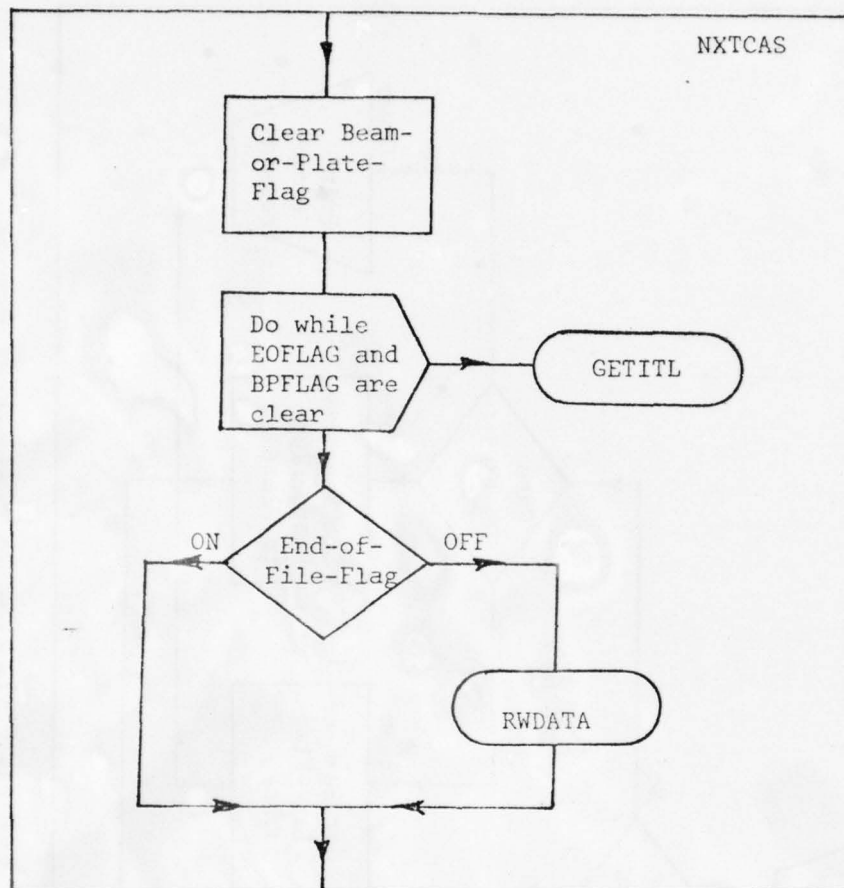 NXTCAS
Clear Beam-
or-Plate-
Flag
Do while
EOFLAG and
BPFLAG are
clear
GETITL
ON
End-of-
File-Flag
OFF
RWDATA